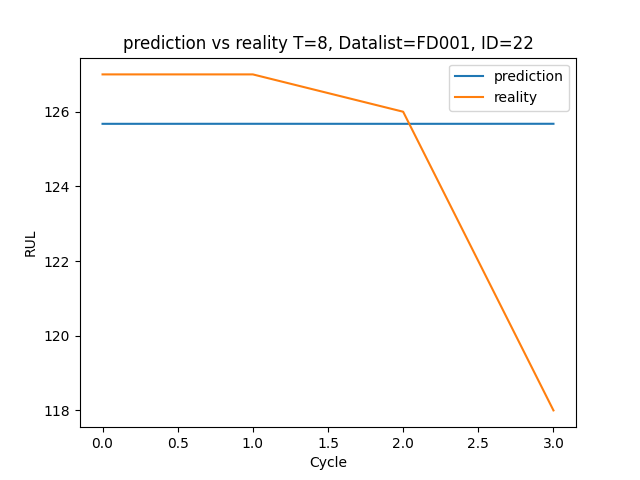 prediction vs reality T=8, Datalist=FD001, ID=22
prediction
reality
126
124
122
120
118
RUL
0.0 0.5 1.0 1.5 2.0 2.5 3.0
Cycle